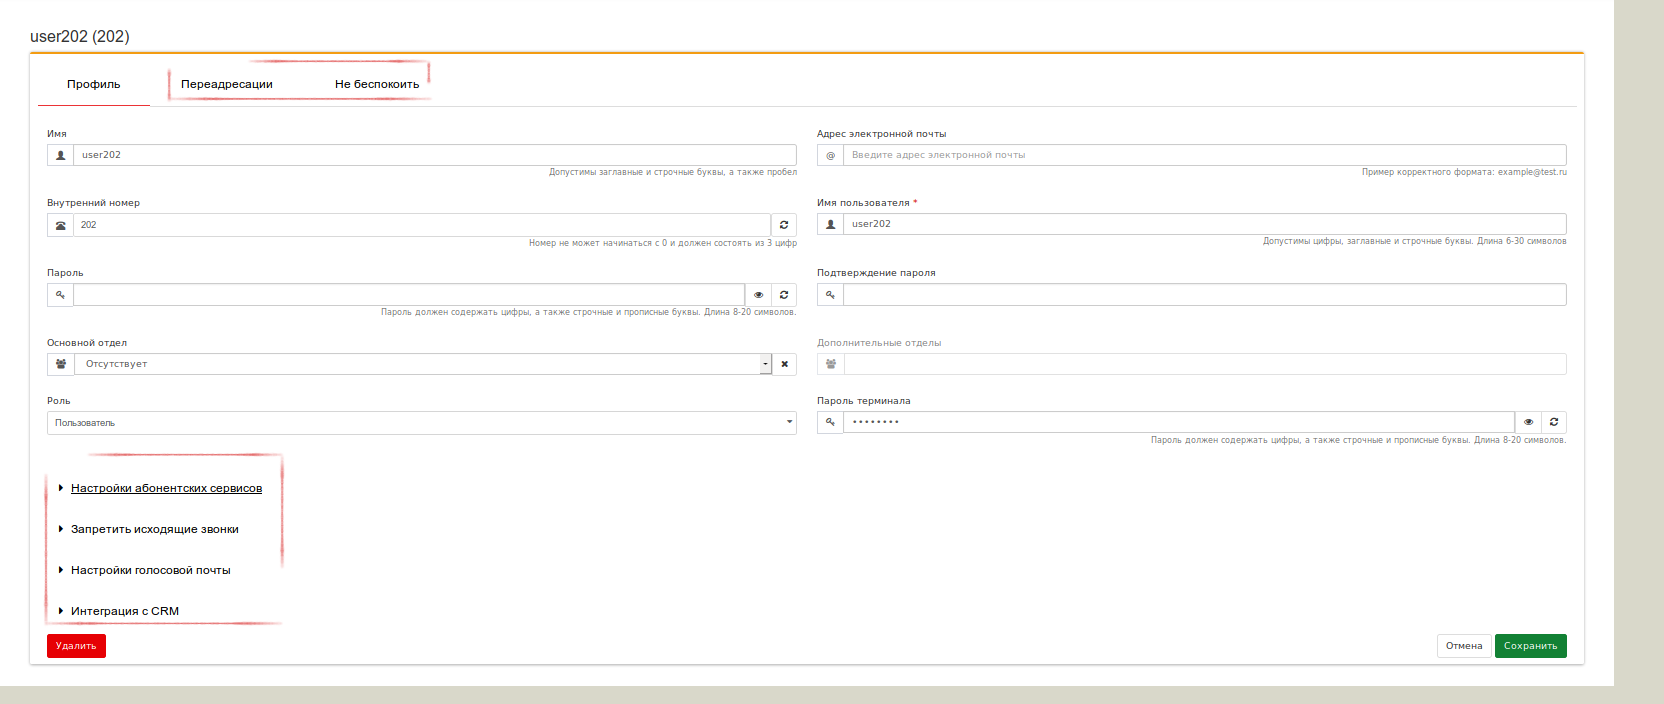 user202 (202)
Профиль Переадресации Не беспокоить
Имя
user202
Допустимы заглавные и строчные буквы, а также пробел
Адрес электронной почты
@ Введите адрес электронной почты
Пример корректного формата: example@test.ru
Внутренний номер
202
Номер не может начинаться с 0 и должен состоять из 3 цифр
Имя пользователя *
user202
Допустимы цифры, заглавные и строчные буквы. Длина 6-30 символов
Пароль
Пароль должен содержать цифры, а также строчные и прописные буквы. Длина 8-20 символов.
Подтверждение пароля
Основной отдел
Отсутствует
Дополнительные отделы
Роль
Пользователь
Пароль терминала
••••••••
Пароль должен содержать цифры, а также строчные и прописные буквы. Длина 8-20 символов.
Настройки абонентских сервисов
Запретить исходящие звонки
Настройки голосовой почты
Интеграция с CRM
Удалить Отмена Сохранить